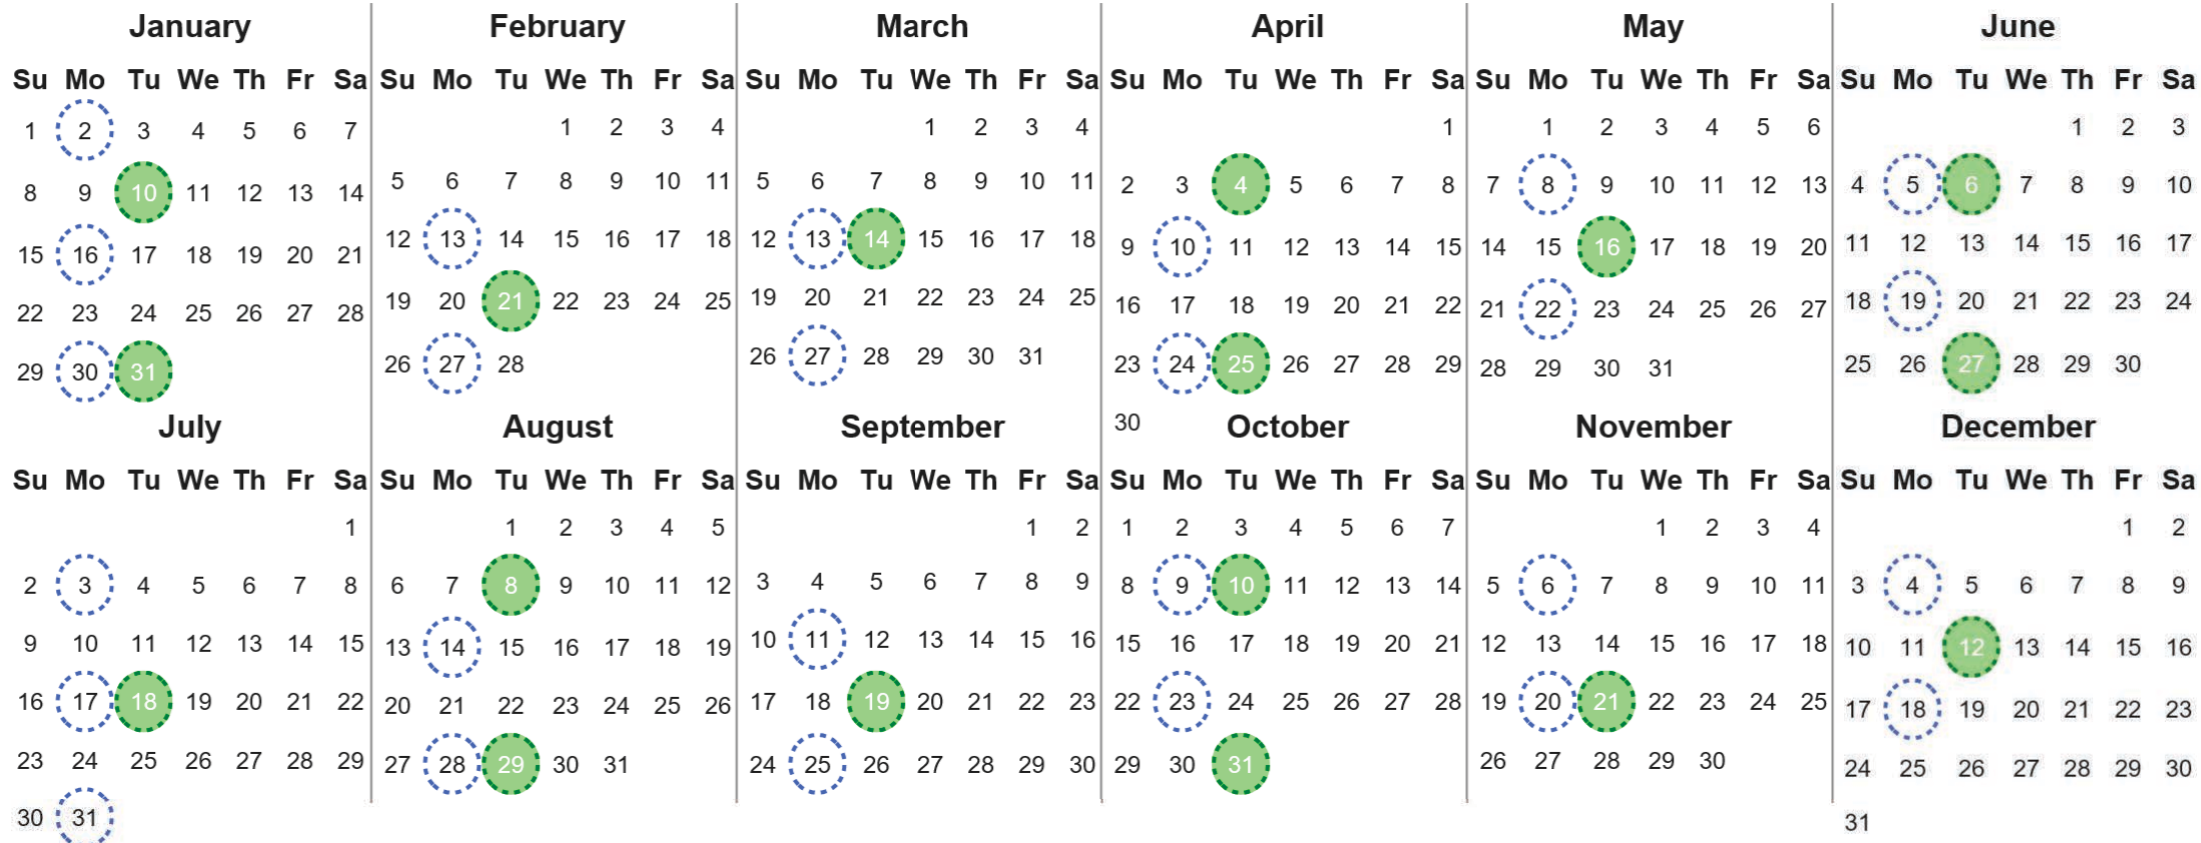 January
Su Mo Tu We Th Fr Sa
1 2 3 4 5 6 7
8 9 10 11 12 13 14
15 16 17 18 19 20 21
22 23 24 25 26 27 28
29 30 31
February
Su Mo Tu We Th Fr Sa
1 2 3 4
5 6 7 8 9 10 11
12 13 14 15 16 17 18
19 20 21 22 23 24 25
26 27 28
March
Su Mo Tu We Th Fr Sa
1 2 3 4
5 6 7 8 9 10 11
12 13 14 15 16 17 18
19 20 21 22 23 24 25
26 27 28 29 30 31
April
Su Mo Tu We Th Fr Sa
1
2 3 4 5 6 7 8
9 10 11 12 13 14 15
16 17 18 19 20 21 22
23 24 25 26 27 28 29
30
May
Su Mo Tu We Th Fr Sa
1 2 3 4 5 6
7 8 9 10 11 12 13
14 15 16 17 18 19 20
21 22 23 24 25 26 27
28 29 30 31
June
Su Mo Tu We Th Fr Sa
1 2 3
4 5 6 7 8 9 10
11 12 13 14 15 16 17
18 19 20 21 22 23 24
25 26 27 28 29 30
July
Su Mo Tu We Th Fr Sa
1
2 3 4 5 6 7 8
9 10 11 12 13 14 15
16 17 18 19 20 21 22
23 24 25 26 27 28 29
30 31
August
Su Mo Tu We Th Fr Sa
1 2 3 4 5
6 7 8 9 10 11 12
13 14 15 16 17 18 19
20 21 22 23 24 25 26
27 28 29 30 31
September
Su Mo Tu We Th Fr Sa
1 2
3 4 5 6 7 8 9
10 11 12 13 14 15 16
17 18 19 20 21 22 23
24 25 26 27 28 29 30
October
Su Mo Tu We Th Fr Sa
1 2 3 4 5 6 7
8 9 10 11 12 13 14
15 16 17 18 19 20 21
22 23 24 25 26 27 28
29 30 31
November
Su Mo Tu We Th Fr Sa
1 2 3 4
5 6 7 8 9 10 11
12 13 14 15 16 17 18
19 20 21 22 23 24 25
26 27 28 29 30
December
Su Mo Tu We Th Fr Sa
1 2
3 4 5 6 7 8 9
10 11 12 13 14 15 16
17 18 19 20 21 22 23
24 25 26 27 28 29 30
31